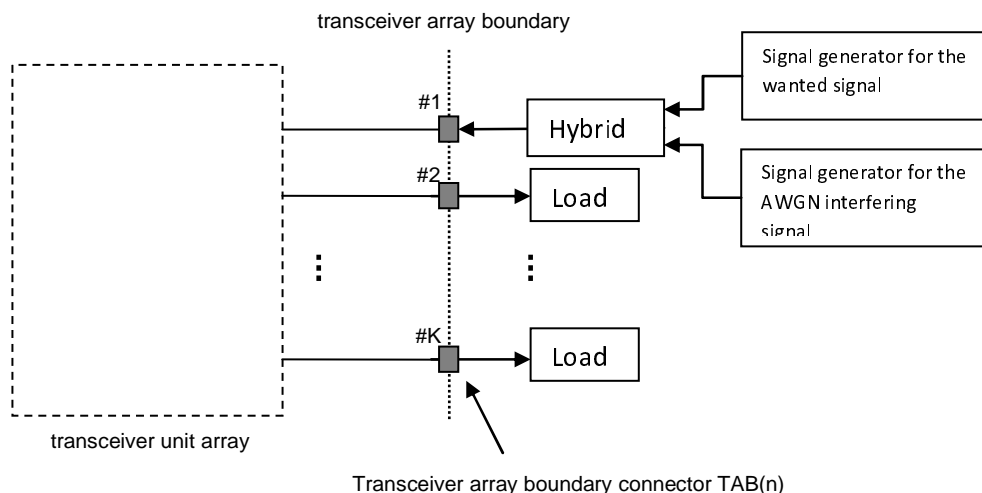 transceiver array boundary
Signal generator for the
wanted signal
#1
Hybrid
#2
Load
Signal generator for the
AWGN interfering
signal
#K
Load
transceiver unit array
Transceiver array boundary connector TAB(n)